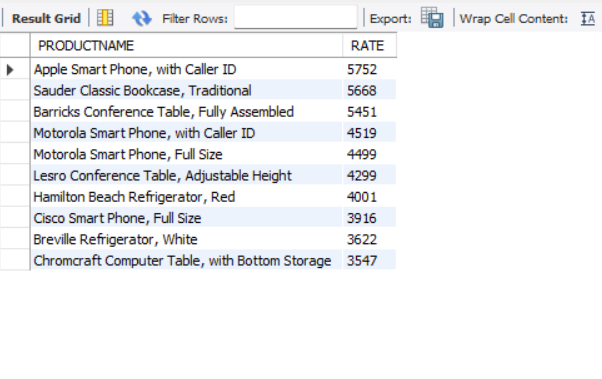 Result Grid Filter Rows: Export: Wrap Cell Content: IA
PRODUCTNAME RATE
Apple Smart Phone, with Caller ID 5752
Sauder Classic Bookcase, Traditional 5668
Barricks Conference Table, Fully Assembled 5451
Motorola Smart Phone, with Caller ID 4519
Motorola Smart Phone, Full Size 4499
Lesro Conference Table, Adjustable Height 4299
Hamilton Beach Refrigerator, Red 4001
Cisco Smart Phone, Full Size 3916
Breville Refrigerator, White 3622
Chromcraft Computer Table, with Bottom Storage 3547